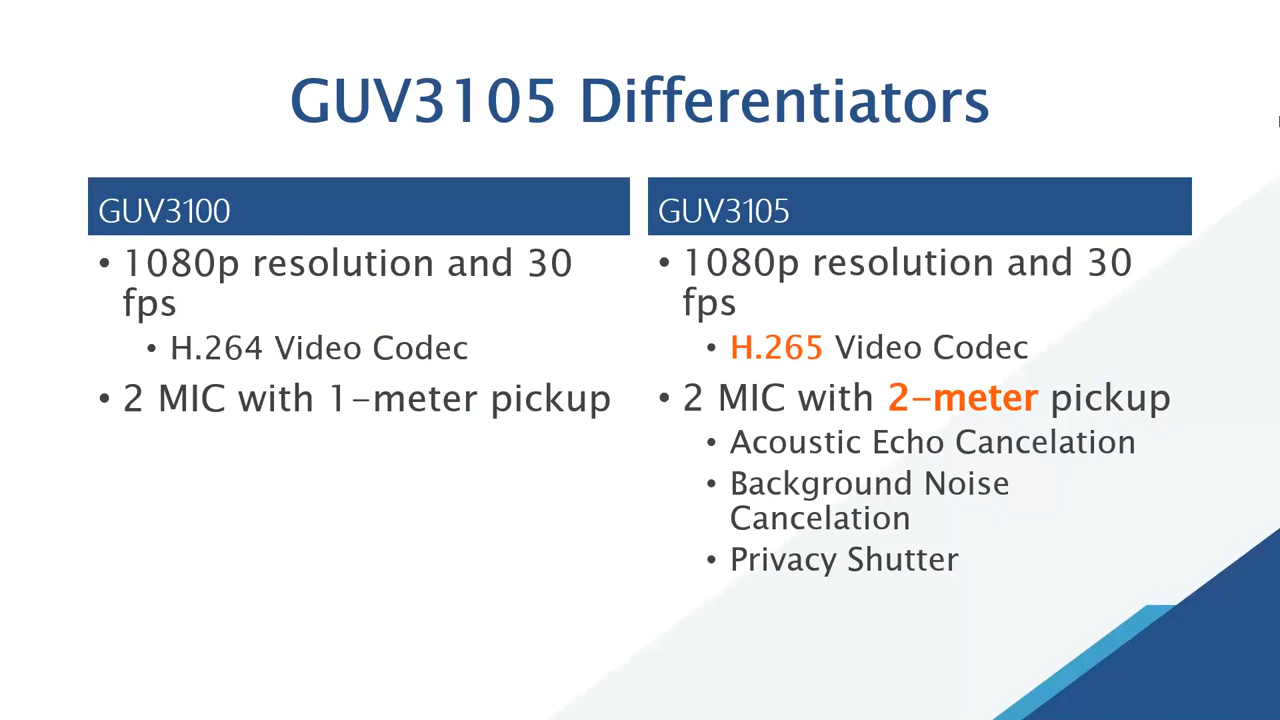 GUV3105 Differentiators
GUV3100
• 1080p resolution and 30
fps
• H.264 Video Codec
• 2 MIC with 1-meter pickup
GUV3105
• 1080p resolution and 30
fps
• H.265 Video Codec
• 2 MIC with 2-meter pickup
• Acoustic Echo Cancelation
• Background Noise
Cancelation
• Privacy Shutter